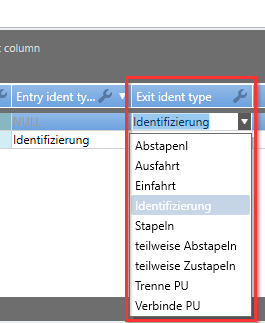 t column
Entry ident ty... Exit ident type
NULL Identifizierung
Identifizierung
Abstapenl
Ausfahrt
Einfahrt
Identifizierung
Stapeln
teilweise Abstapeln
teilweise Zustapeln
Trenne PU
Verbinde PU